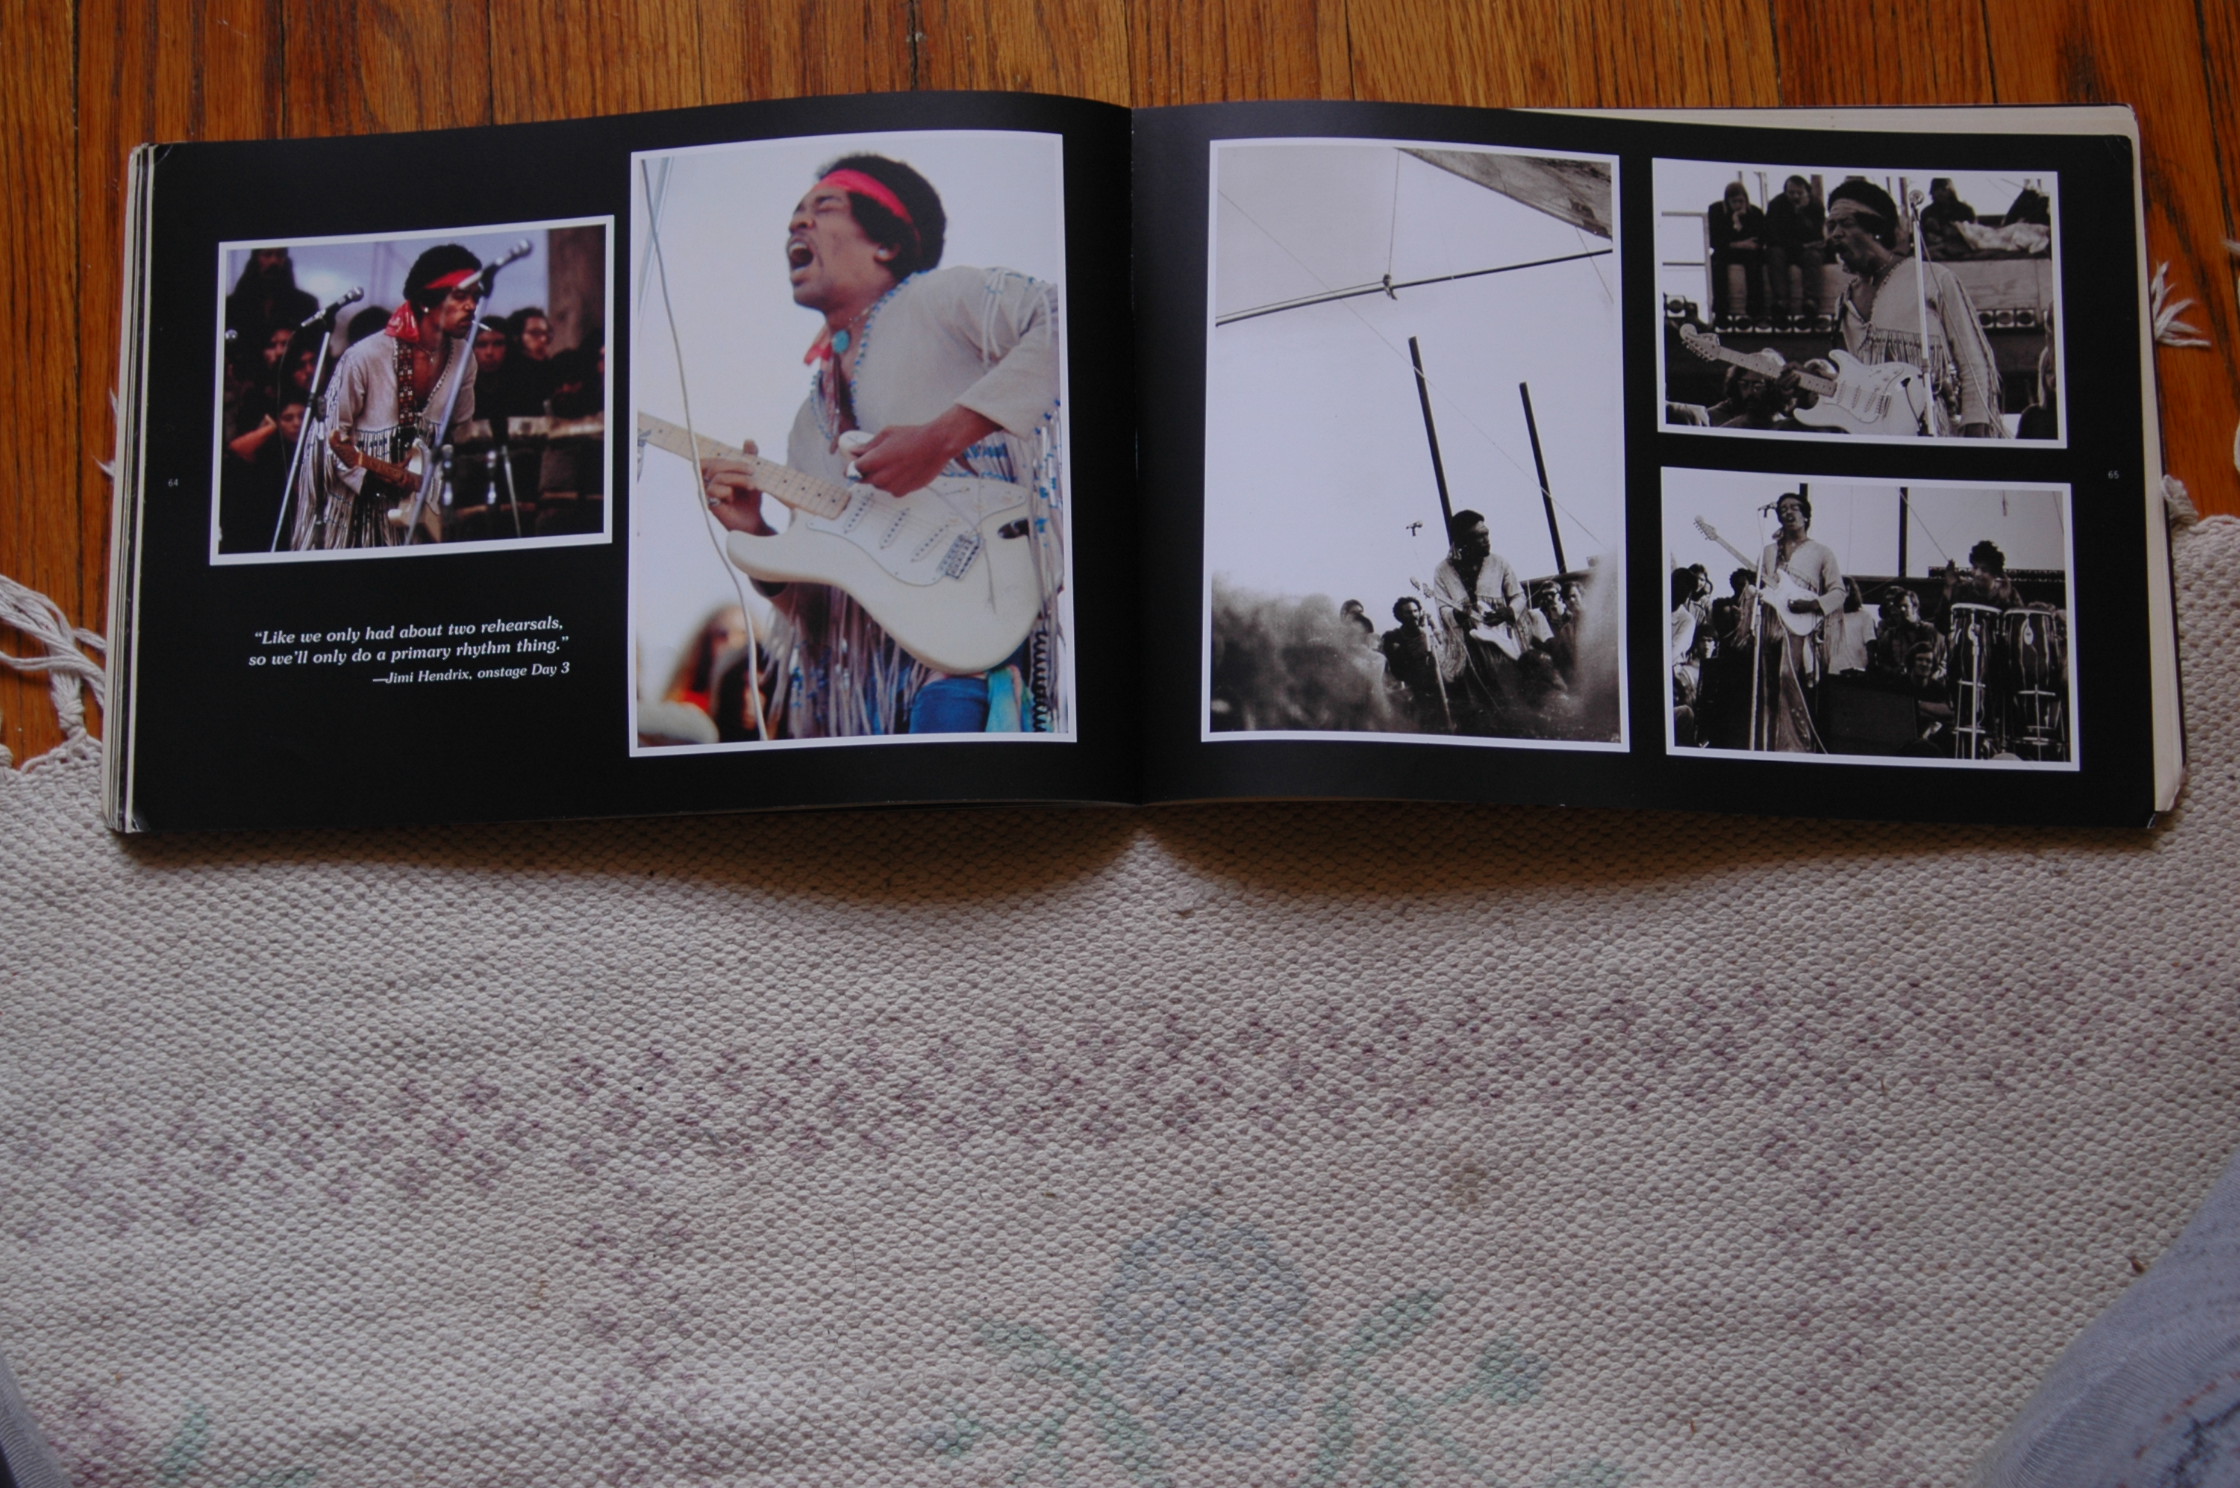 64
“Like we only had about two rehearsals,
so we’ll only do a primary rhythm thing.”
—Jimi Hendrix, onstage Day 3
65